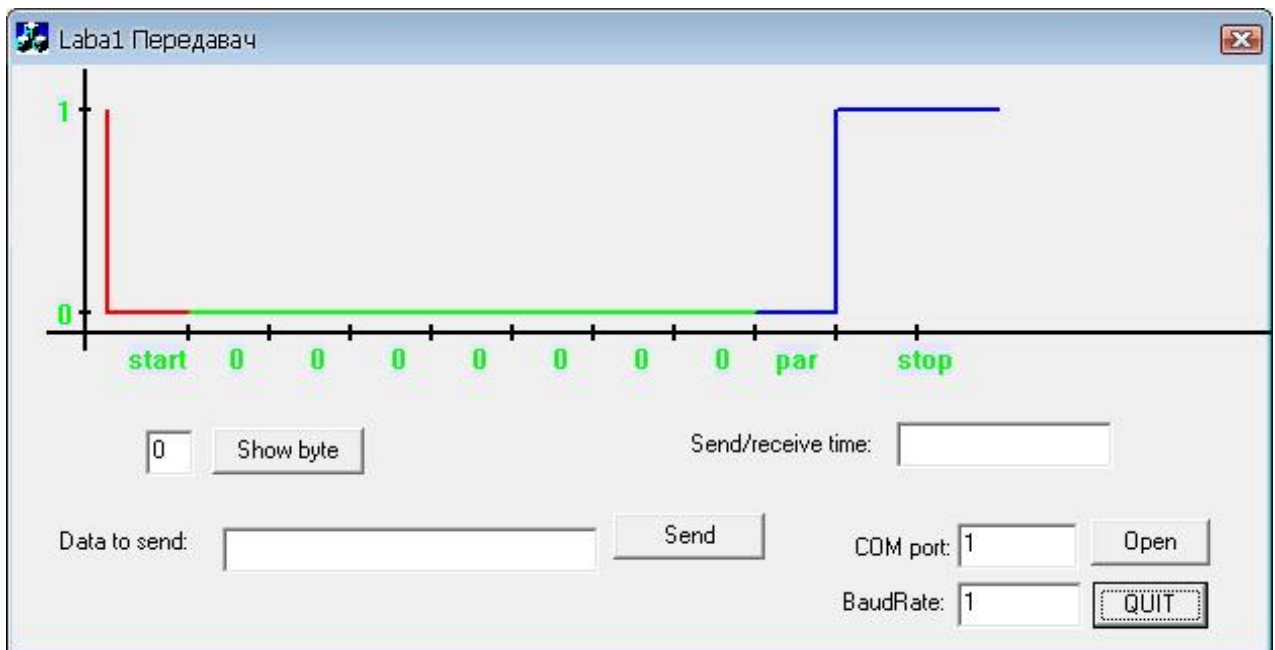 Laba1 Передавач
1
0
start 0 0 0 0 0 0 0 par stop
0 Show byte Send/receive time:
Data to send: Send COM port: 1 Open
BaudRate: 1 QUIT